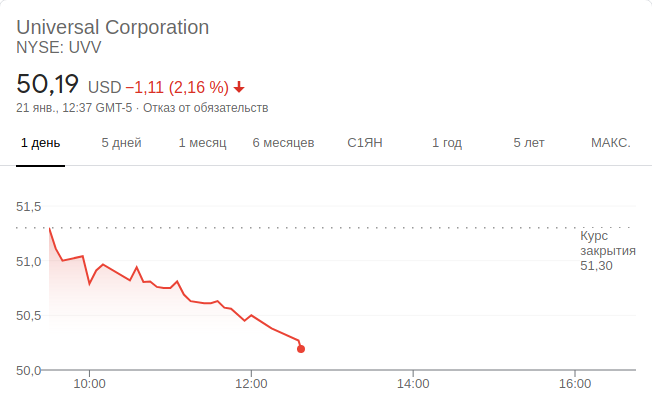 Universal Corporation
NYSE: UVV
50,19 USD −1,11 (2,16 %)
21 янв., 12:37 GMT-5 · Отказ от обязательств
1 день 5 дней 1 месяц 6 месяцев С1ЯН 1 год 5 лет МАКС.
51,5
Курс
закрытия
51,30
51,0
50,5
50,0
10:00 12:00 14:00 16:00